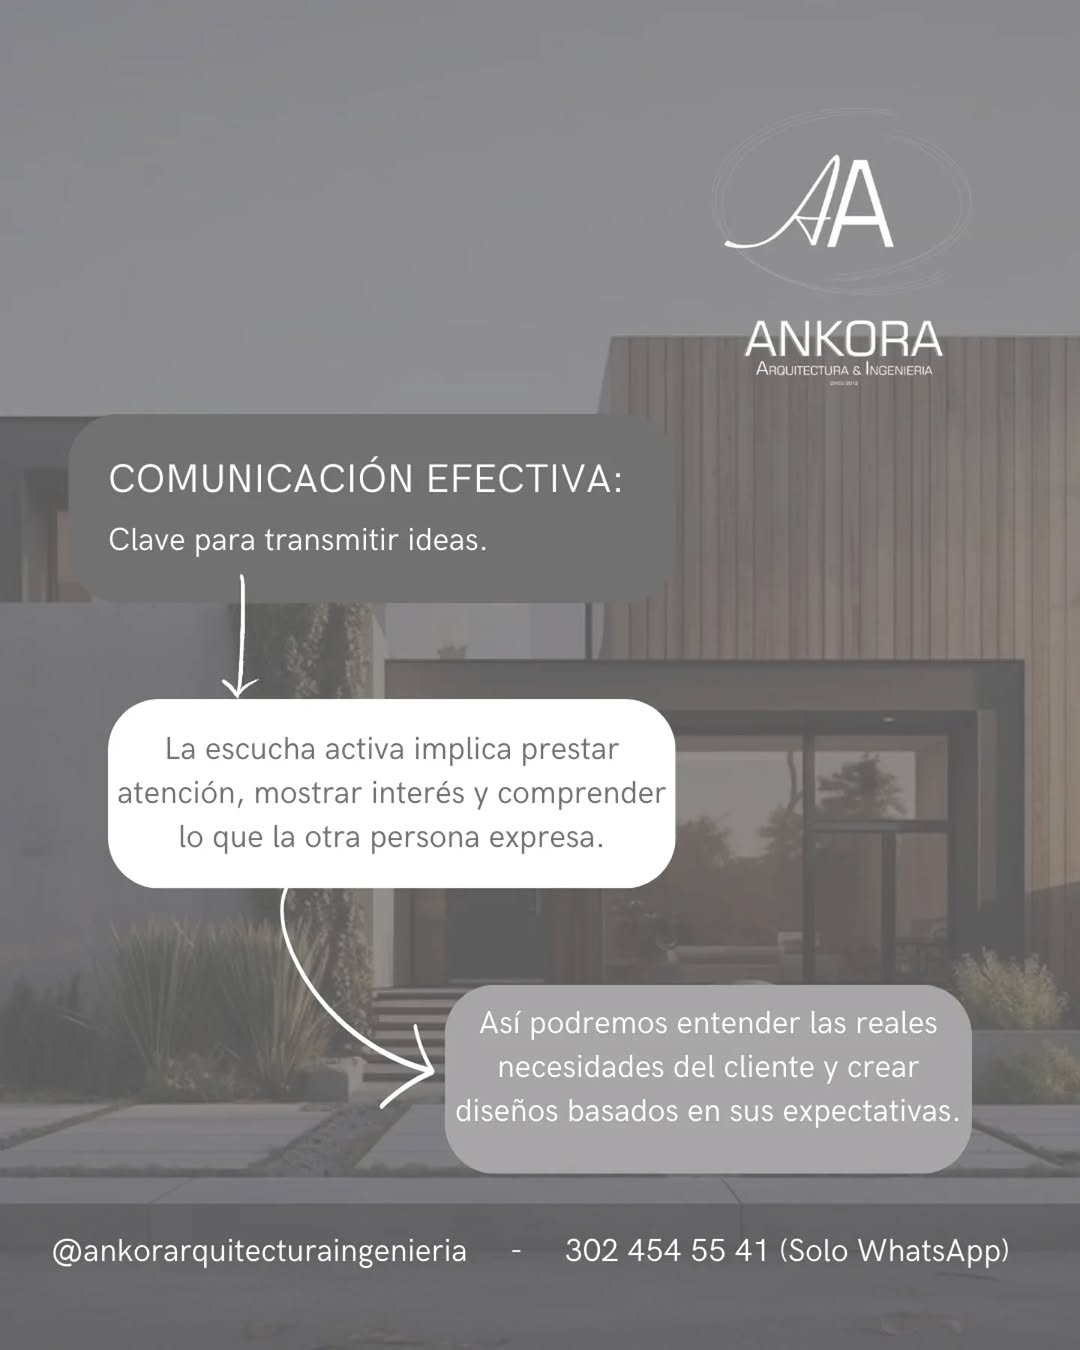 AA
ANKORA
ARQUITECTURA & INGENIERIA
SINCE 2012
COMUNICACIÓN EFECTIVA:
Clave para transmitir ideas.
La escucha activa implica prestar
atención, mostrar interés y comprender
lo que la otra persona expresa.
Así podremos entender las reales
necesidades del cliente y crear
diseños basados en sus expectativas.
@ankorarquitecturaingenieria - 302 454 55 41 (Solo WhatsApp)